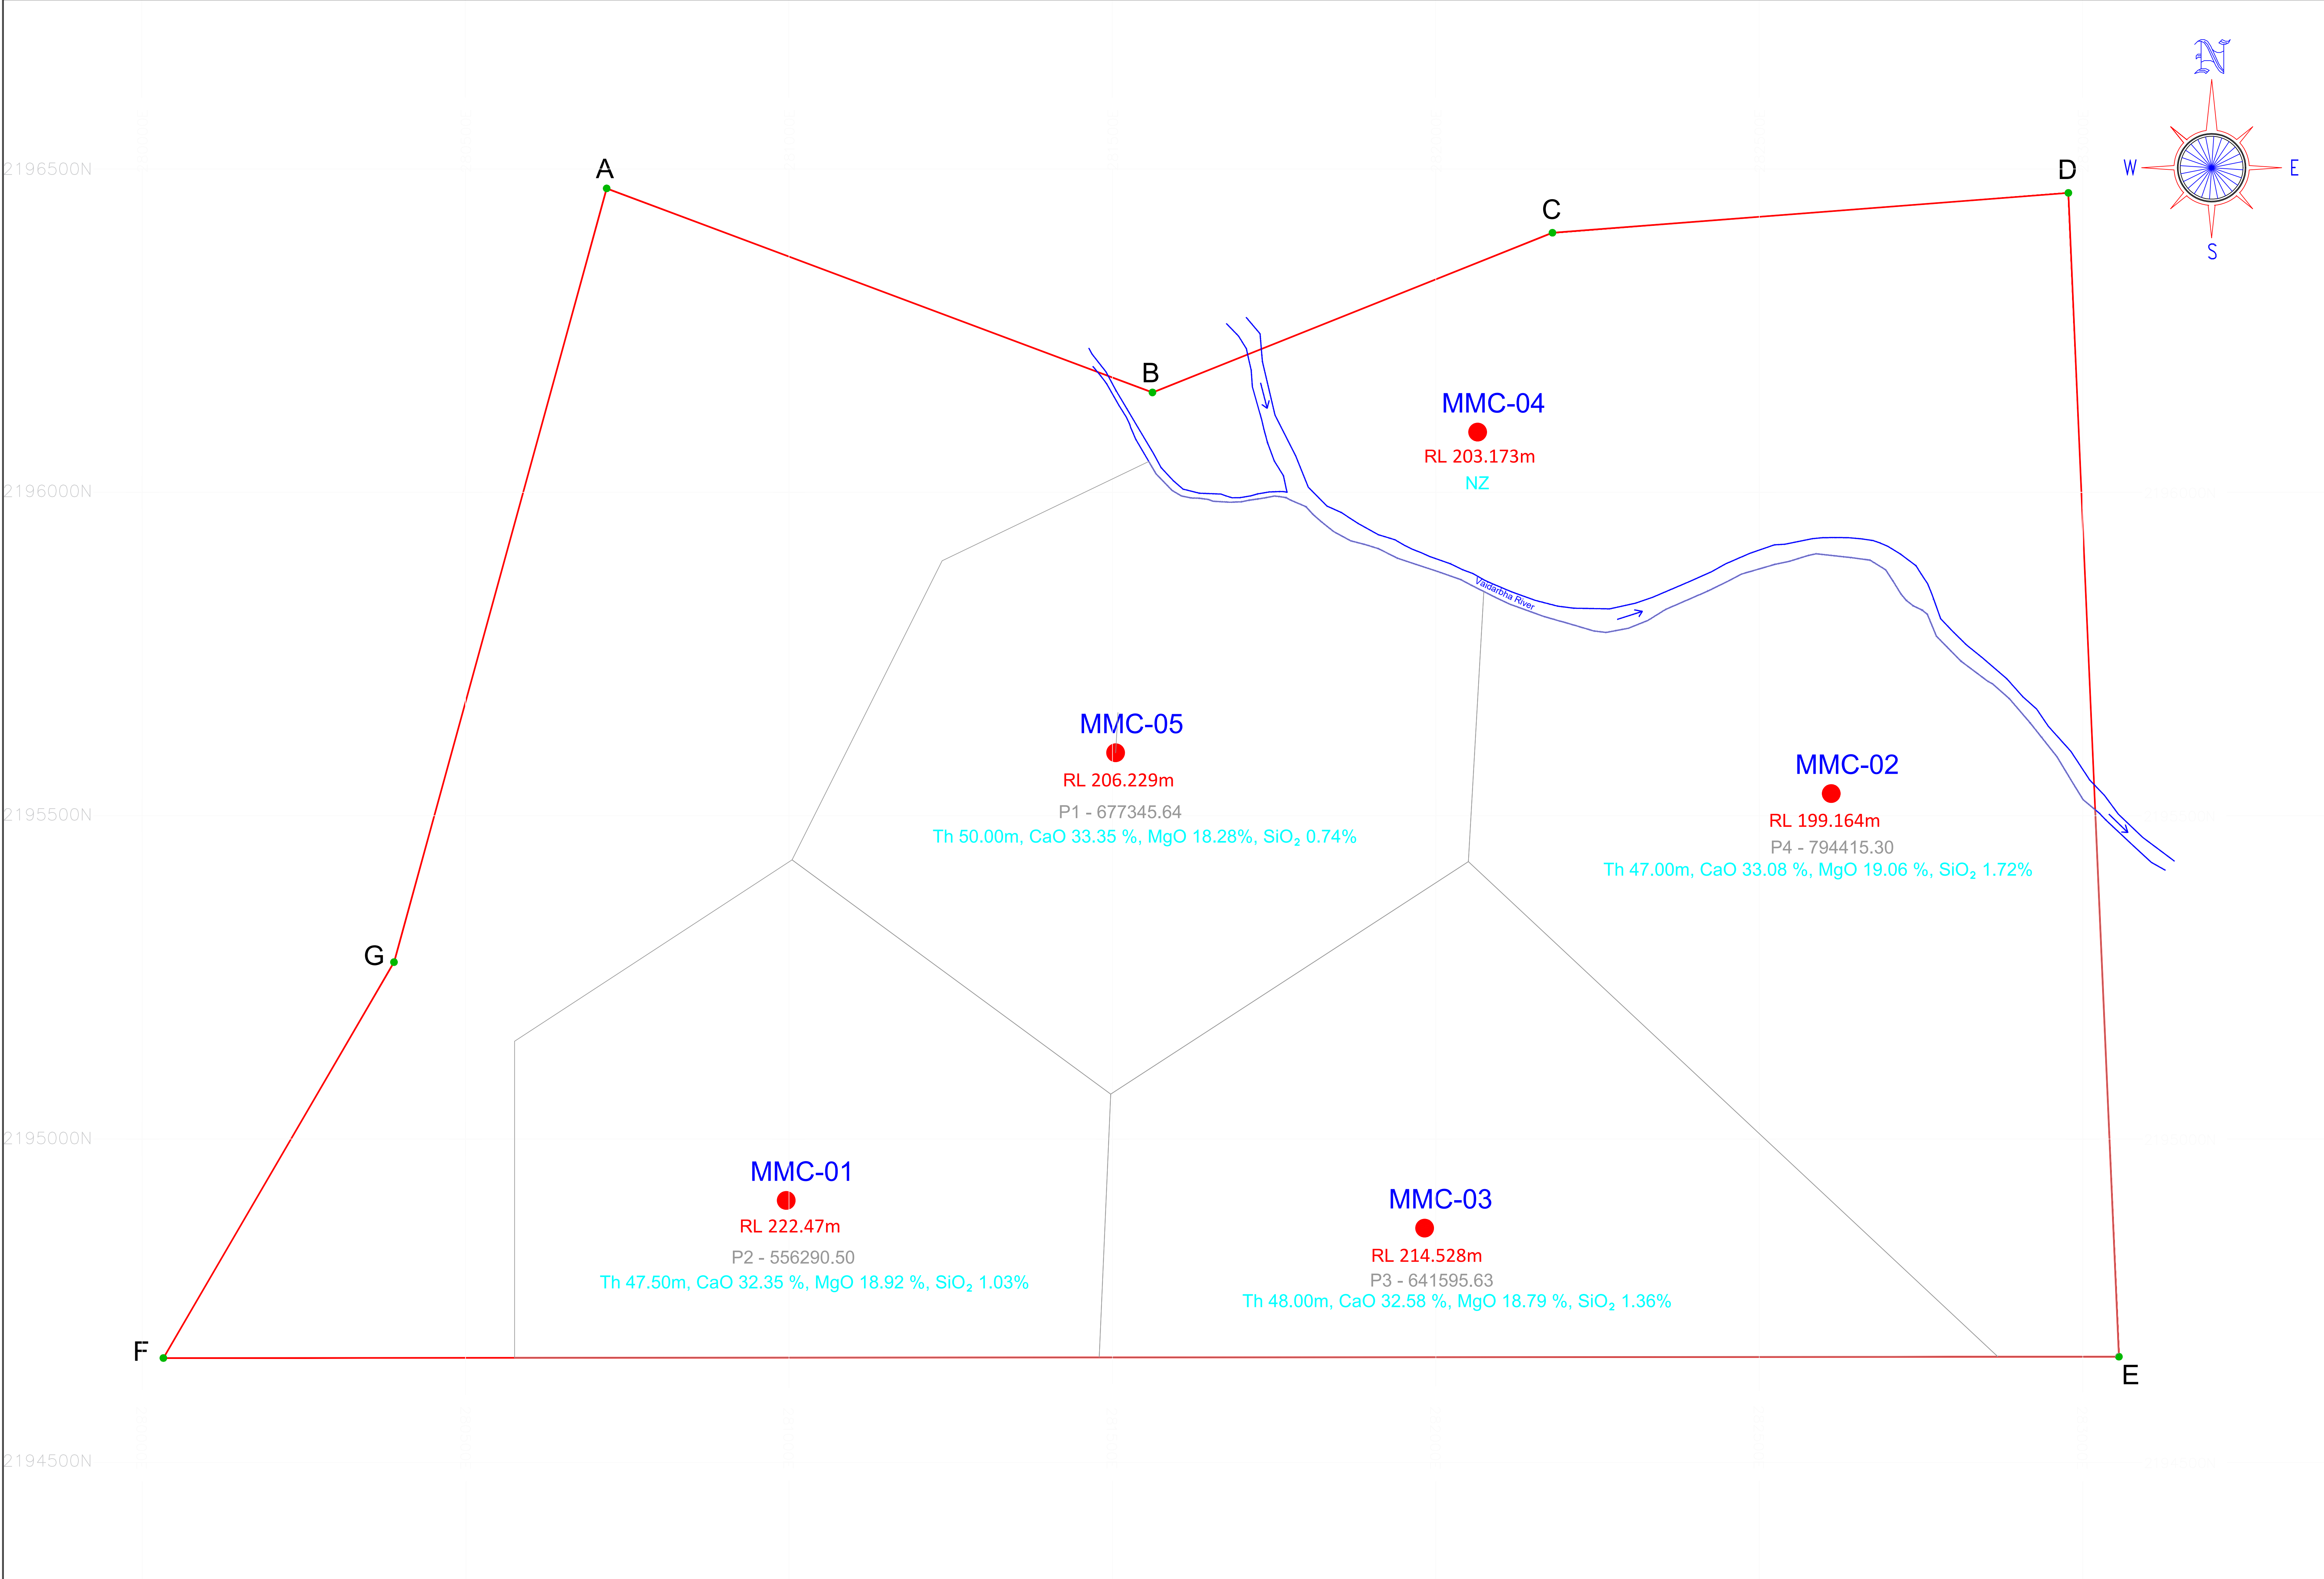 N
W
E
S
2196500N
A
D
C
B
MMC-04
RL 203.173m
NZ
2196000N
Vaidarbha River
MMC-05
RL 206.229m
P1 - 677345.64
Th 50.00m, CaO 33.35 %, MgO 18.28%, SiO₂ 0.74%
MMC-02
RL 199.164m
P4 - 794415.30
Th 47.00m, CaO 33.08 %, MgO 19.06 %, SiO₂ 1.72%
2195500N
G
2195000N
MMC-01
RL 222.47m
P2 - 556290.50
Th 47.50m, CaO 32.35 %, MgO 18.92 %, SiO₂ 1.03%
MMC-03
RL 214.528m
P3 - 641595.63
Th 48.00m, CaO 32.58 %, MgO 18.79 %, SiO₂ 1.36%
F
E
2194500N